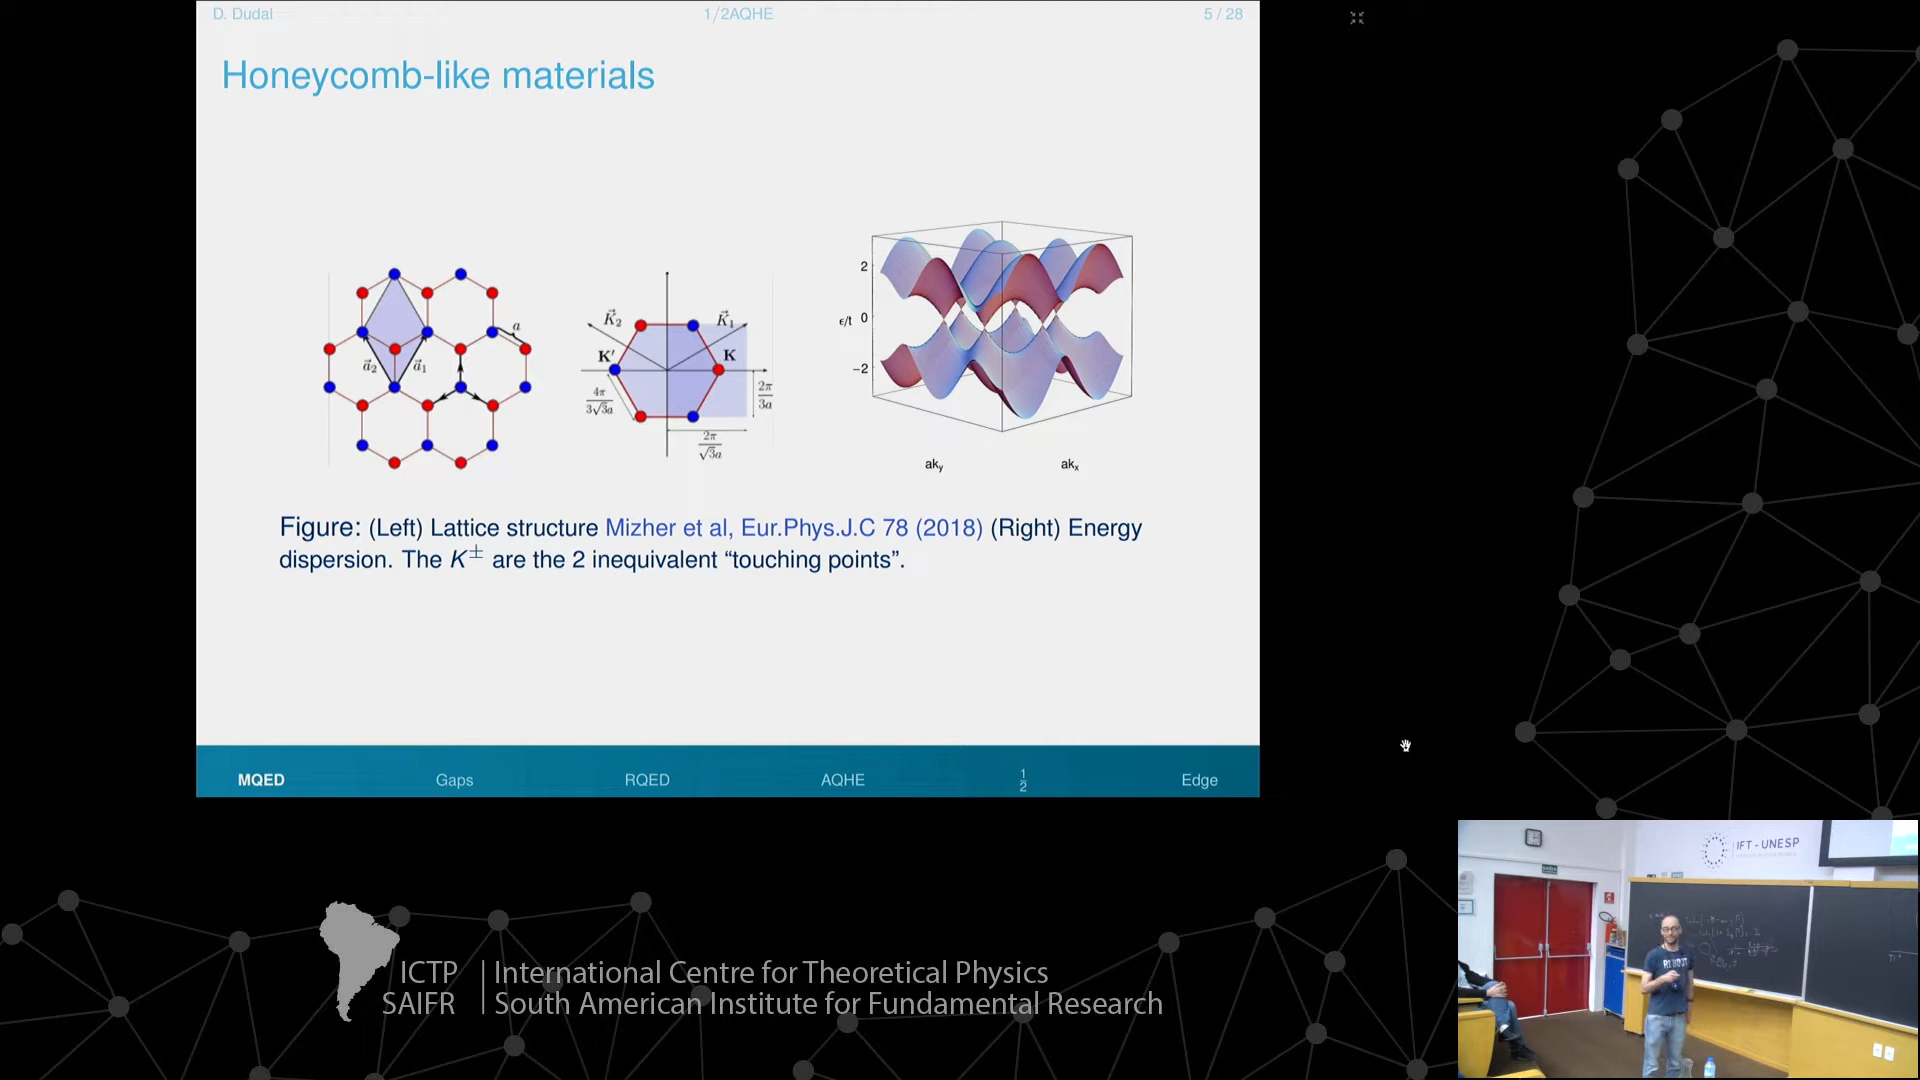 D. Dudal 1/2AQHE 5 / 28
Honeycomb-like materials
a
a⃗₂ a⃗₁
K⃗₂ K⃗₁
K′ K
4π/3√3a
2π/3a
2π/√3a
2
ϵ/t 0
−2
ak_y ak_x
Figure: (Left) Lattice structure Mizher et al, Eur.Phys.J.C 78 (2018) (Right) Energy
dispersion. The K^± are the 2 inequivalent “touching points”.
MQED Gaps RQED AQHE 1/2 Edge
IFT - UNESP
ICTP International Centre for Theoretical Physics
SAIFR South American Institute for Fundamental Research